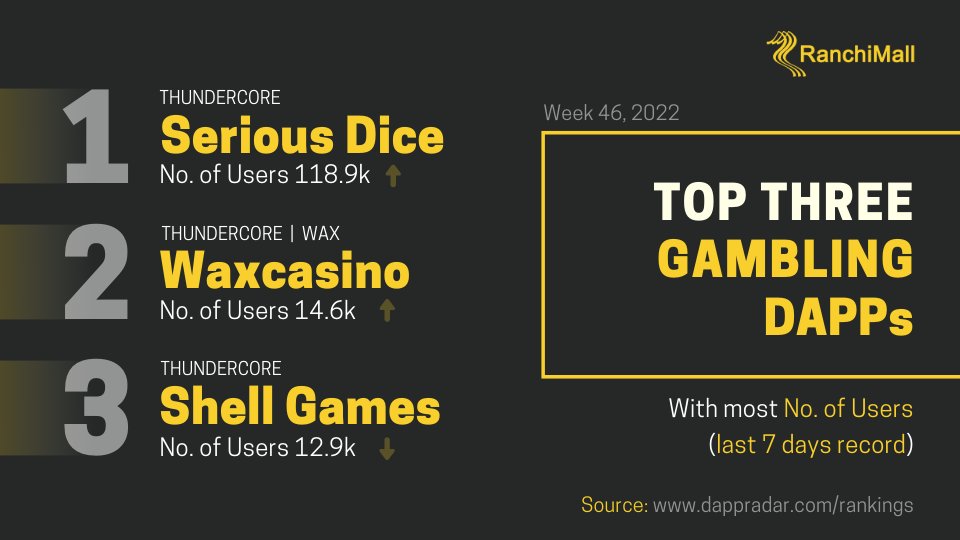 RanchiMall
1
THUNDERCORE
Serious Dice
No. of Users 118.9k
2
THUNDERCORE | WAX
Waxcasino
No. of Users 14.6k
3
THUNDERCORE
Shell Games
No. of Users 12.9k
Week 46, 2022
TOP THREE
GAMBLING
DAPPs
With most No. of Users
(last 7 days record)
Source: www.dappradar.com/rankings